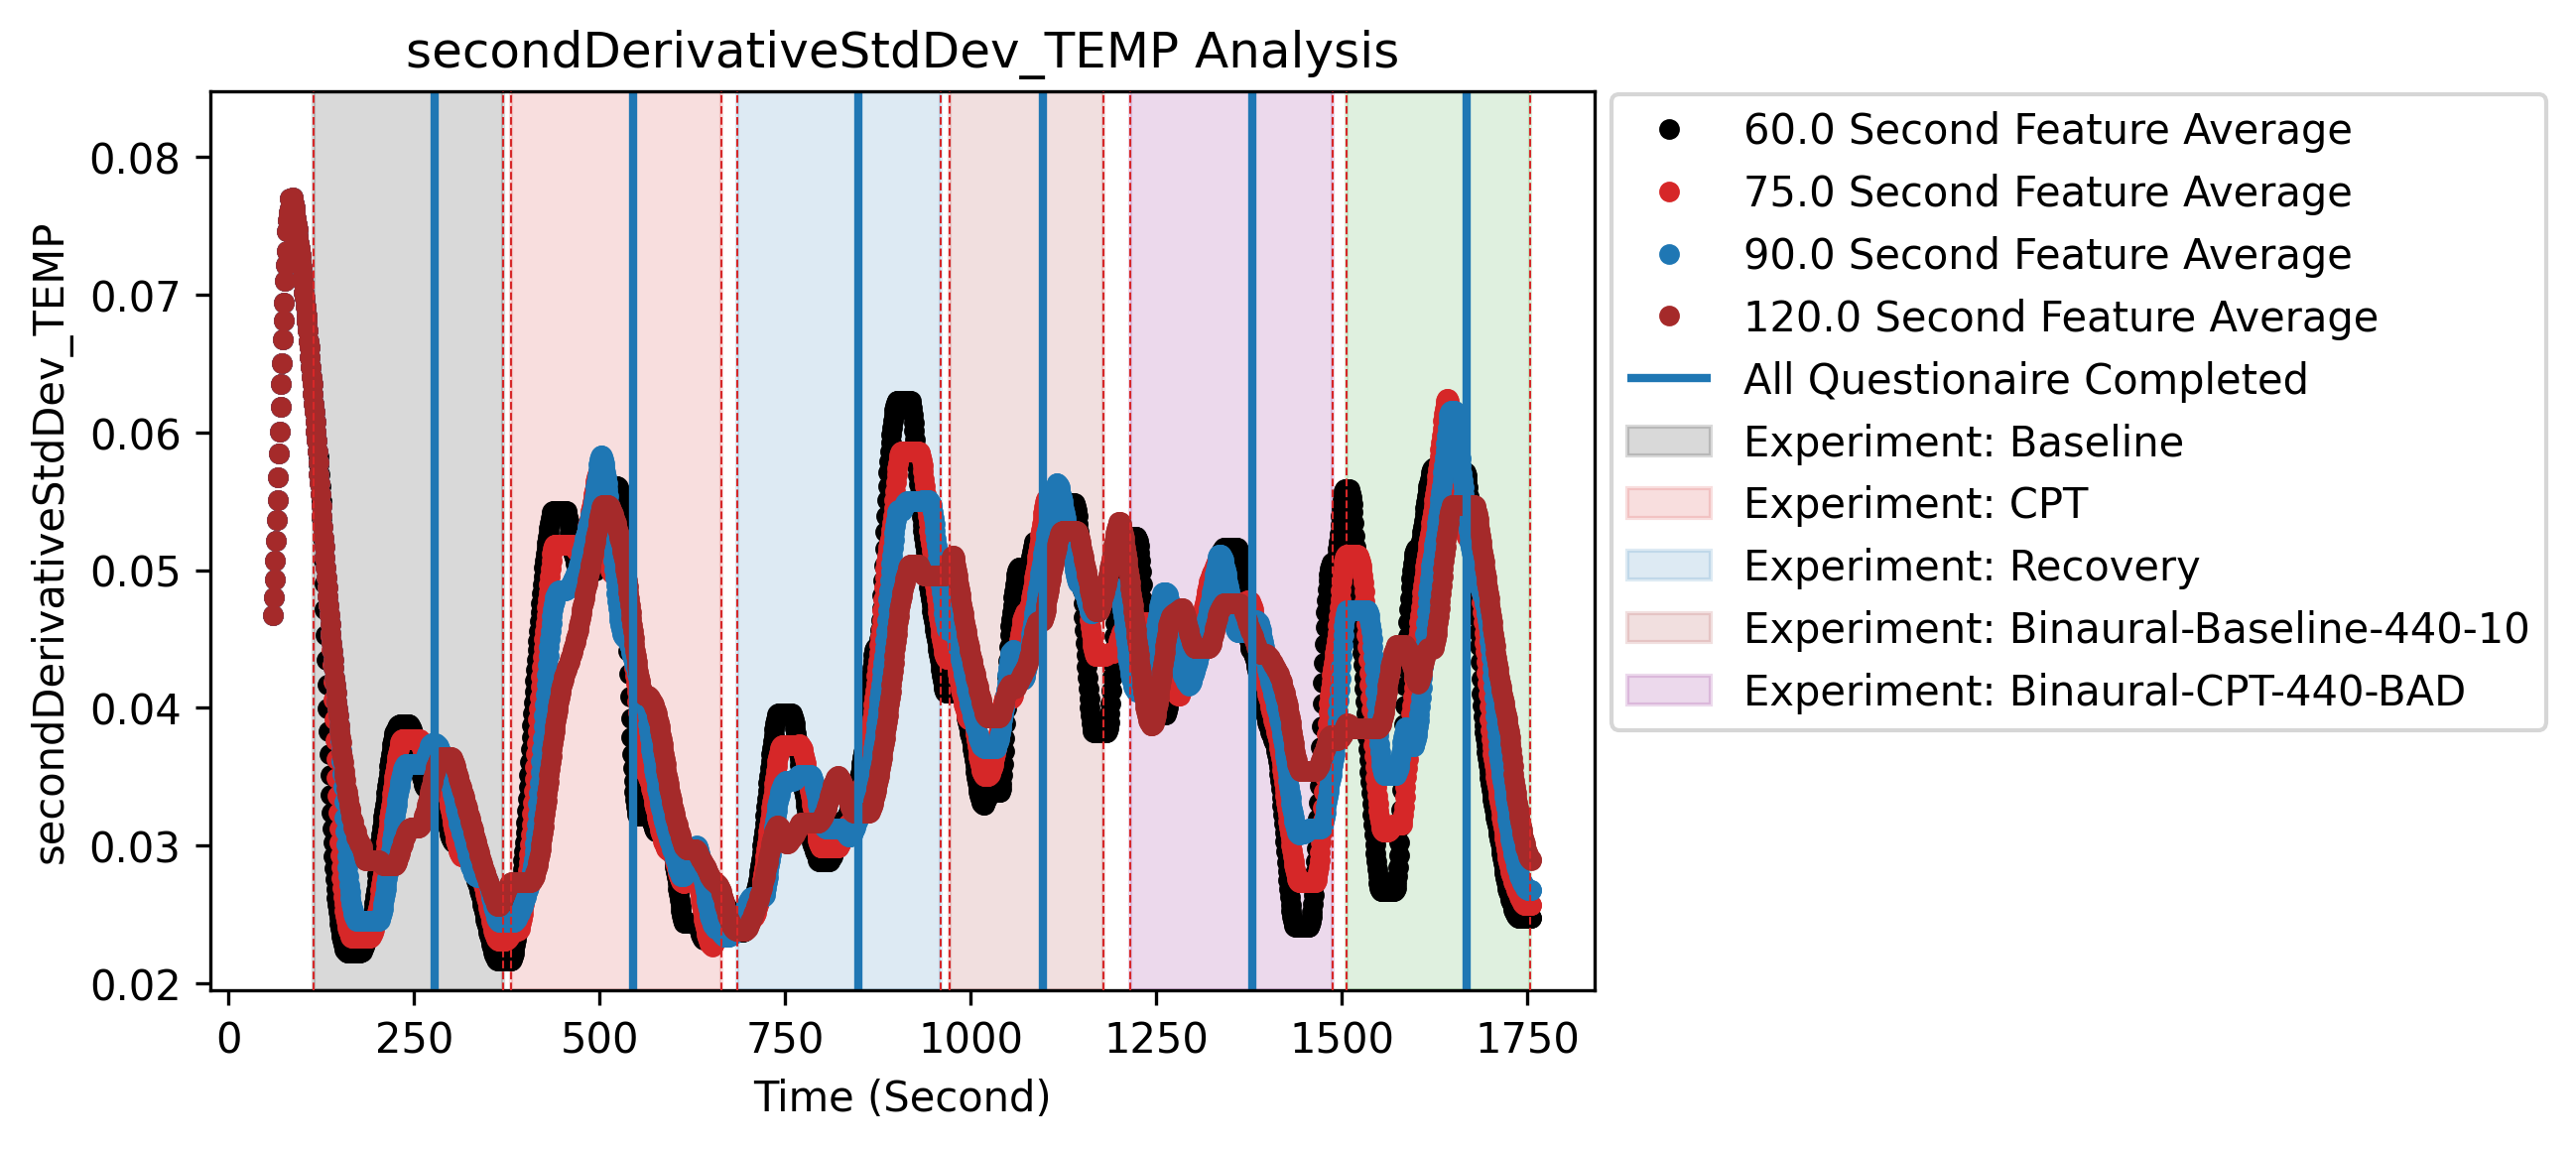 secondDerivativeStdDev_TEMP Analysis
secondDerivativeStdDev_TEMP
0.08
0.07
0.06
0.05
0.04
0.03
0.02
0 250 500 750 1000 1250 1500 1750
Time (Second)
60.0 Second Feature Average
75.0 Second Feature Average
90.0 Second Feature Average
120.0 Second Feature Average
All Questionaire Completed
Experiment: Baseline
Experiment: CPT
Experiment: Recovery
Experiment: Binaural-Baseline-440-10
Experiment: Binaural-CPT-440-BAD